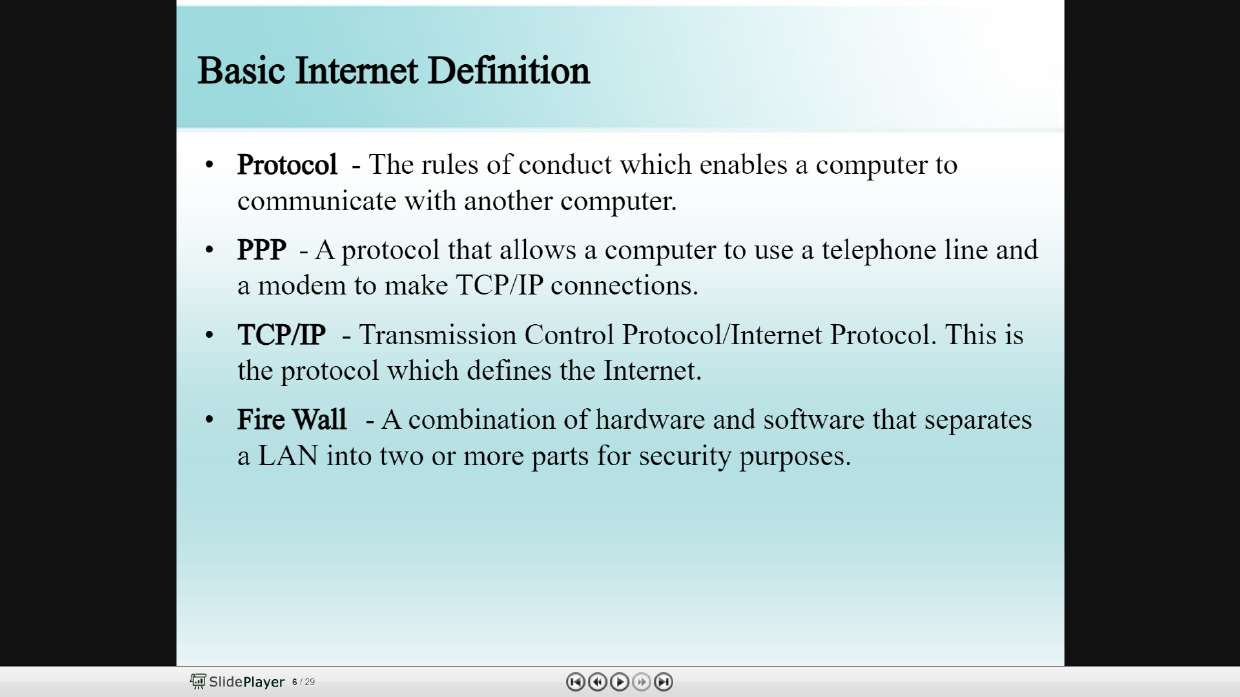 Basic Internet Definition
• Protocol - The rules of conduct which enables a computer to
communicate with another computer.
• PPP - A protocol that allows a computer to use a telephone line and
a modem to make TCP/IP connections.
• TCP/IP - Transmission Control Protocol/Internet Protocol. This is
the protocol which defines the Internet.
• Fire Wall - A combination of hardware and software that separates
a LAN into two or more parts for security purposes.
SlidePlayer 6 / 29